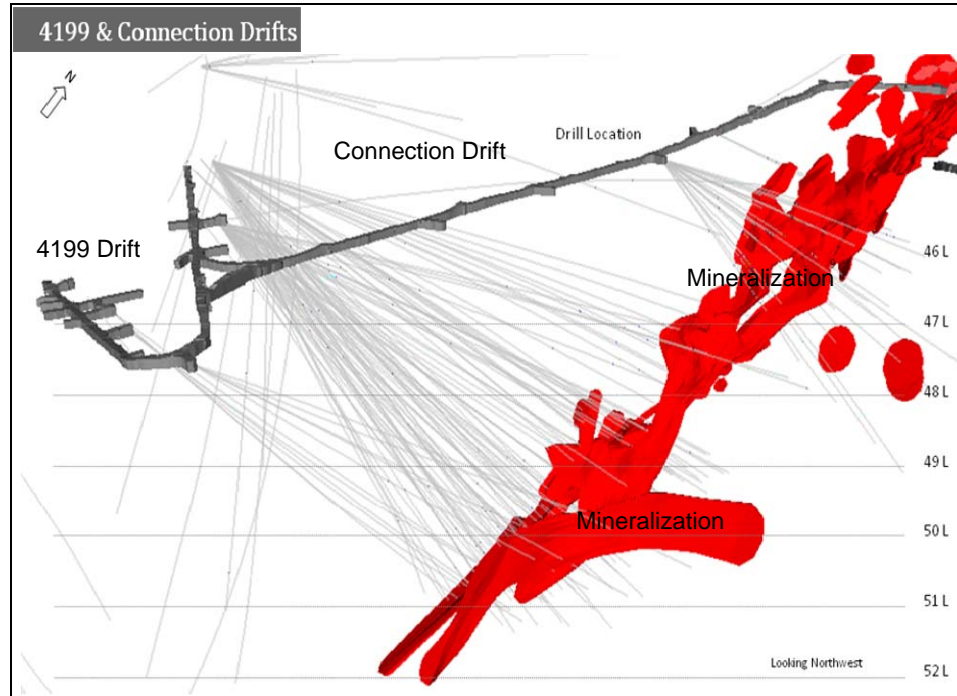 4199 & Connection Drifts
N
Drill Location
Connection Drift
4199 Drift
46 L
Mineralization
47 L
48 L
49 L
Mineralization
50 L
51 L
Looking Northwest
52 L